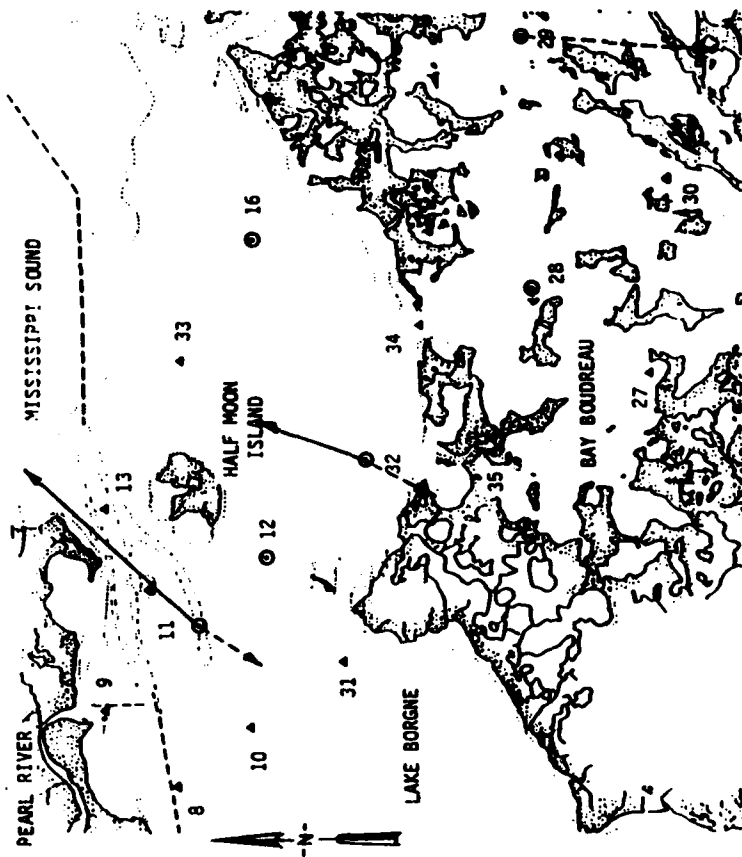 PEARL RIVER
MISSISSIPPI SOUND
9
13
8
11
33
10
12
HALF MOON
ISLAND
16
31
32
34
LAKE BORGNE
35
28
29
BAY BOUDREAU
27
30
-N-